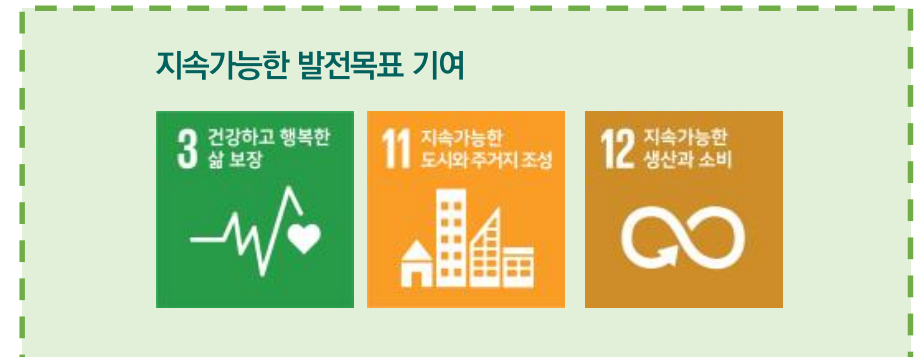 지속가능한 발전목표 기여
3 건강하고 행복한
삶 보장
11 지속가능한
도시와 주거지 조성
12 지속가능한
생산과 소비